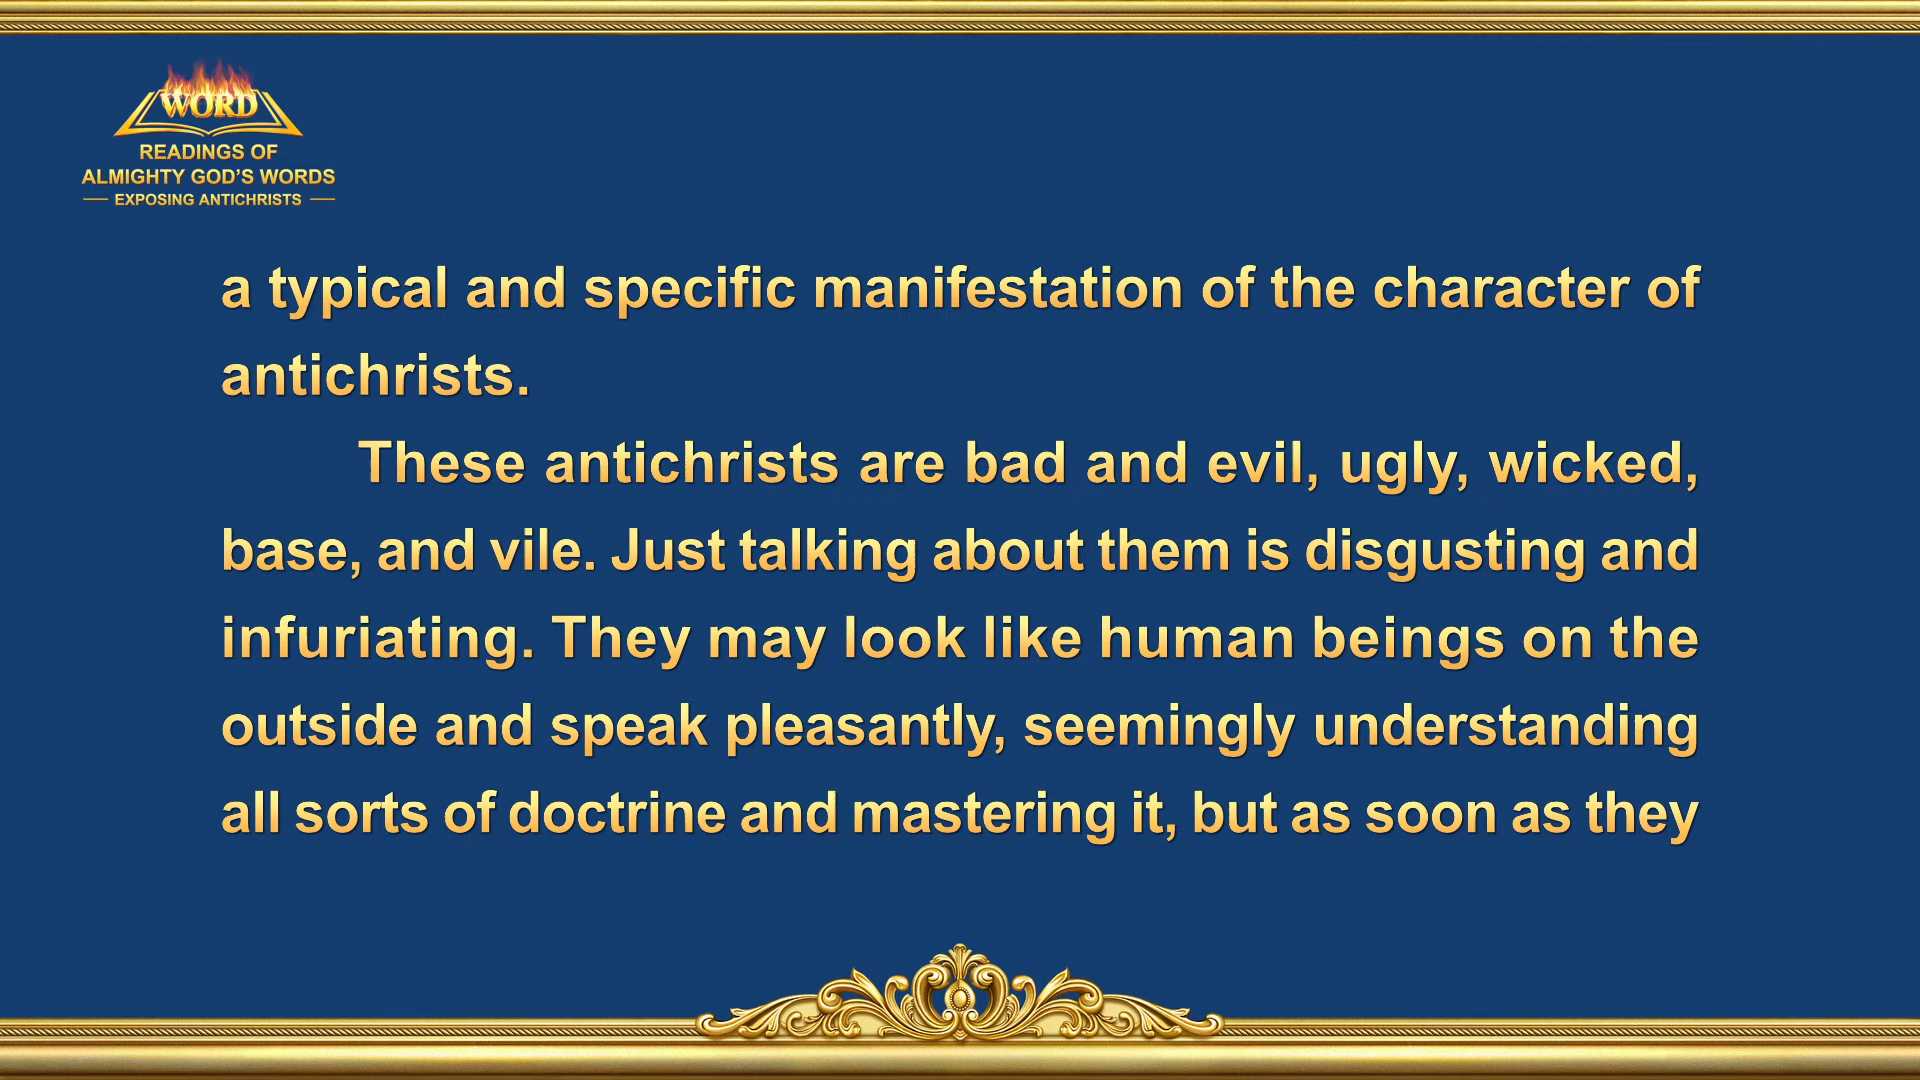 WORD
READINGS OF
ALMIGHTY GOD'S WORDS
EXPOSING ANTICHRISTS
a typical and specific manifestation of the character of
antichrists.
These antichrists are bad and evil, ugly, wicked,
base, and vile. Just talking about them is disgusting and
infuriating. They may look like human beings on the
outside and speak pleasantly, seemingly understanding
all sorts of doctrine and mastering it, but as soon as they